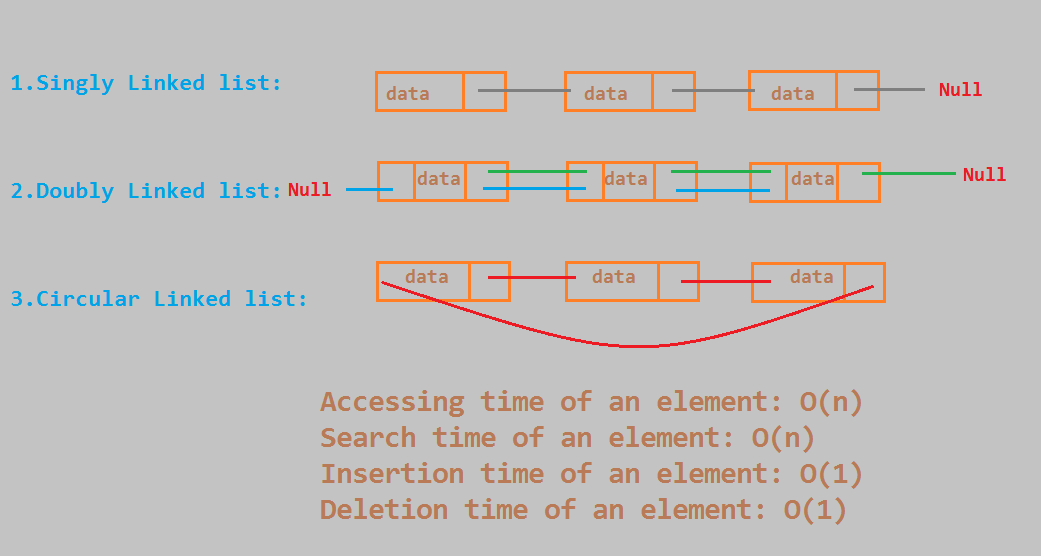 1.Singly Linked list:
data data data Null
2.Doubly Linked list: Null data data data Null
3.Circular Linked list:
data data data
Accessing time of an element: O(n)
Search time of an element: O(n)
Insertion time of an element: O(1)
Deletion time of an element: O(1)